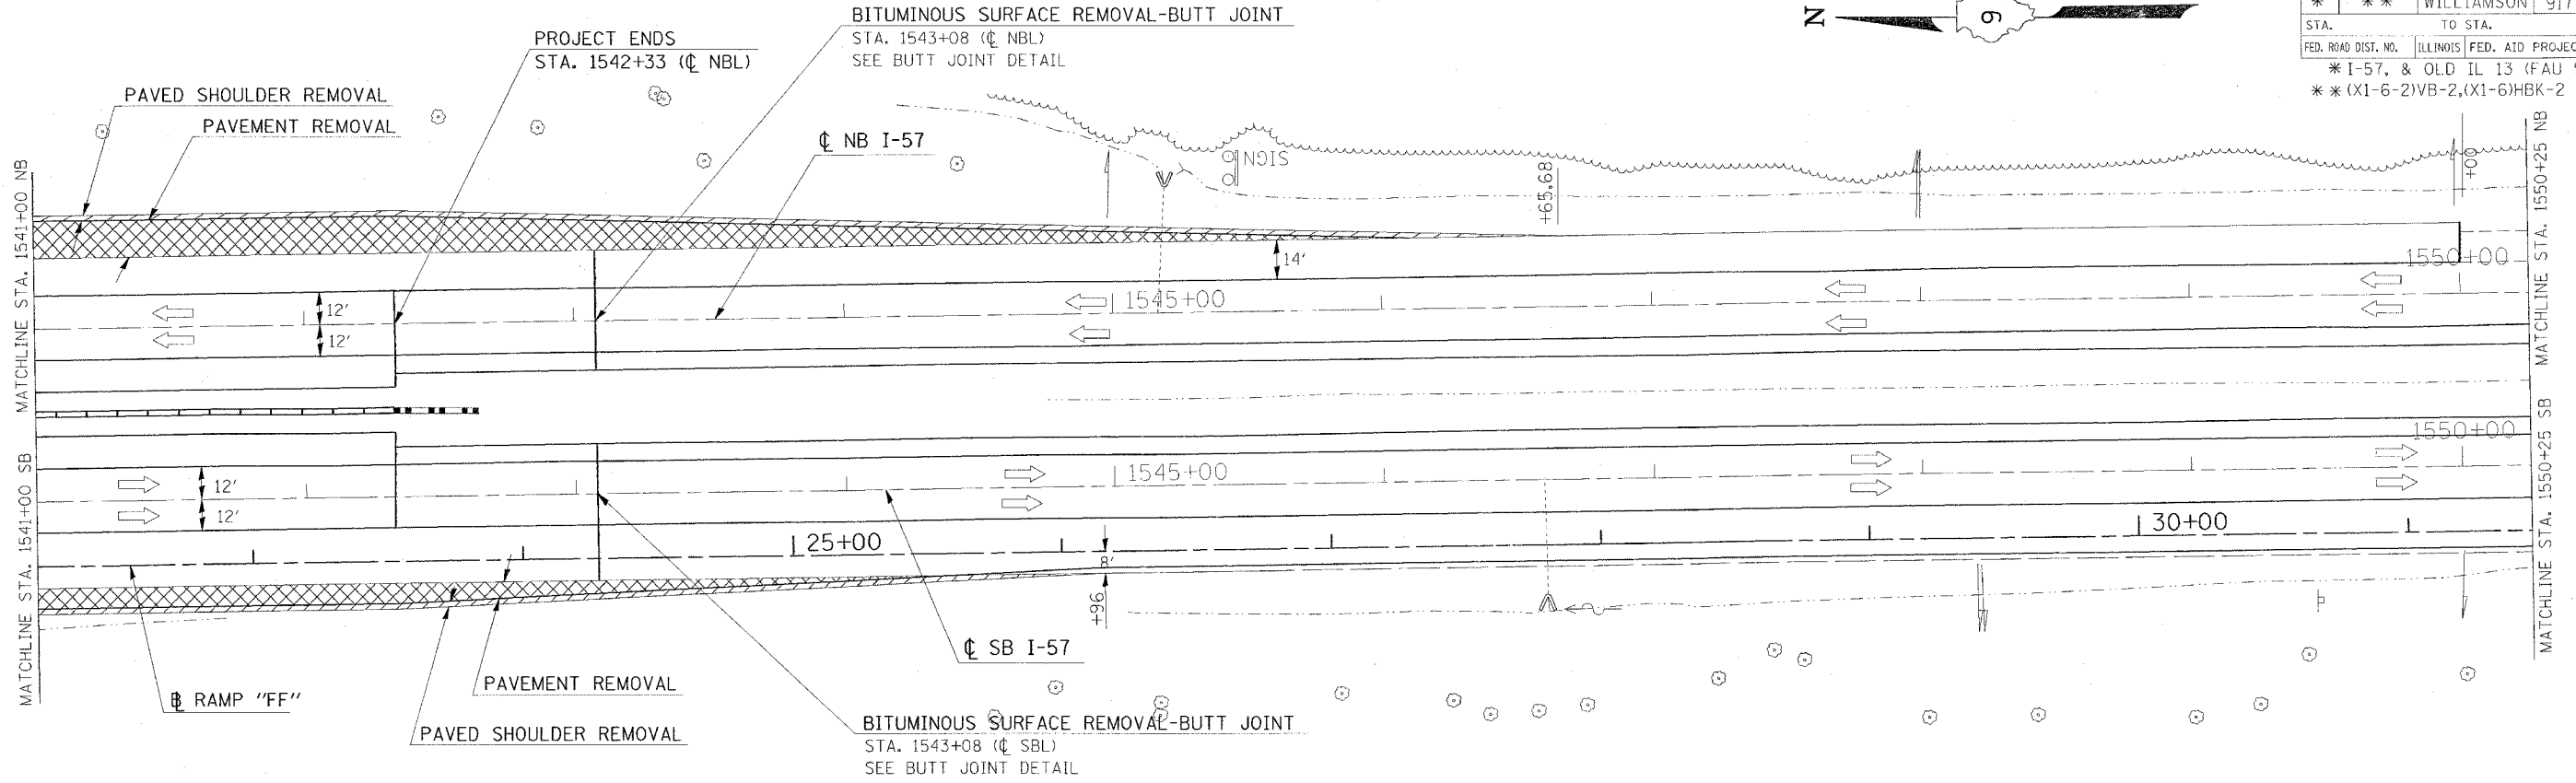 BITUMINOUS SURFACE REMOVAL-BUTT JOINT
STA. 1543+08 (℄ NBL)
SEE BUTT JOINT DETAIL
PROJECT ENDS
STA. 1542+33 (℄ NBL)
PAVED SHOULDER REMOVAL
PAVEMENT REMOVAL
℄ NB I-57
N
6
* ** WILLIAMSON 917
STA. TO STA.
FED. ROAD DIST. NO. ILLINOIS FED. AID PROJEC
* I-57, & OLD IL 13 (FAU
** (X1-6-2)VB-2,(X1-6)HBK-2
MATCHLINE STA. 1541+00 NB
SIGN
+65.68
+00
MATCHLINE STA. 1550+25 NB
14'
12'
12'
1545+00
1550+00
MATCHLINE STA. 1541+00 SB
12'
12'
1545+00
1550+00
MATCHLINE STA. 1550+25 SB
25+00
30+00
8'
+96
℄ SB I-57
B RAMP "FF"
PAVEMENT REMOVAL
PAVED SHOULDER REMOVAL
BITUMINOUS SURFACE REMOVAL-BUTT JOINT
STA. 1543+08 (℄ SBL)
SEE BUTT JOINT DETAIL